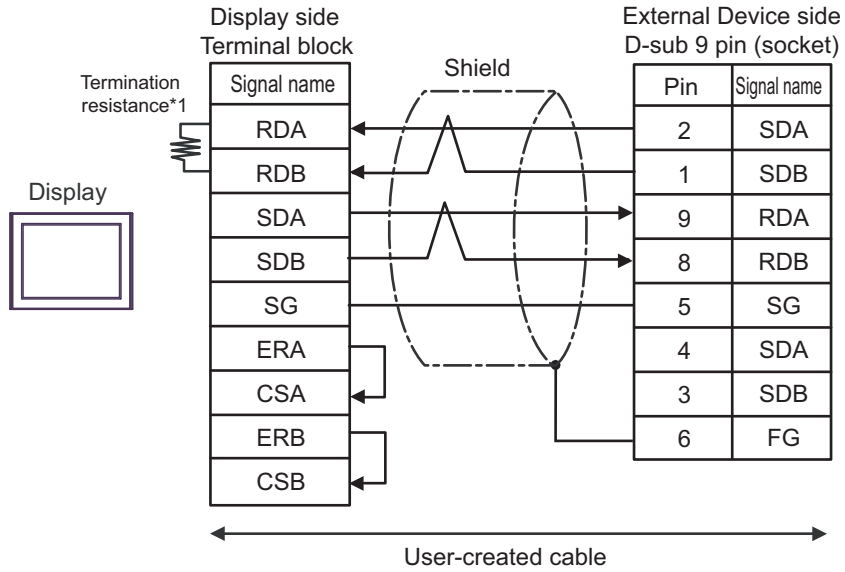 Display side
Terminal block
External Device side
D-sub 9 pin (socket)
Termination
resistance*1
Shield
Display
Signal name
RDA
RDB
SDA
SDB
SG
ERA
CSA
ERB
CSB
Pin Signal name
2 SDA
1 SDB
9 RDA
8 RDB
5 SG
4 SDA
3 SDB
6 FG
User-created cable